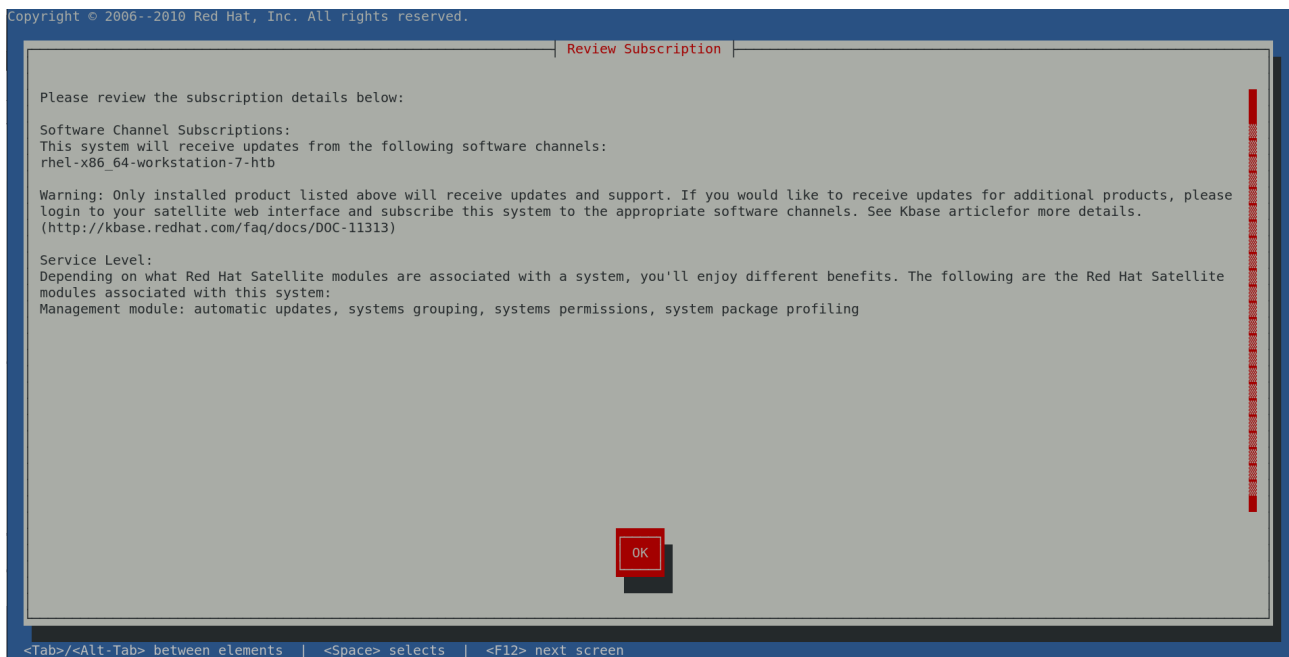 Copyright © 2006--2010 Red Hat, Inc. All rights reserved.
Review Subscription
Please review the subscription details below:
Software Channel Subscriptions:
This system will receive updates from the following software channels:
rhel-x86_64-workstation-7-htb
Warning: Only installed product listed above will receive updates and support. If you would like to receive updates for additional products, please
login to your satellite web interface and subscribe this system to the appropriate software channels. See Kbase articlefor more details.
(http://kbase.redhat.com/faq/docs/DOC-11313)
Service Level:
Depending on what Red Hat Satellite modules are associated with a system, you'll enjoy different benefits. The following are the Red Hat Satellite
modules associated with this system:
Management module: automatic updates, systems grouping, systems permissions, system package profiling
OK
<Tab>/<Alt-Tab> between elements | <Space> selects | <F12> next screen